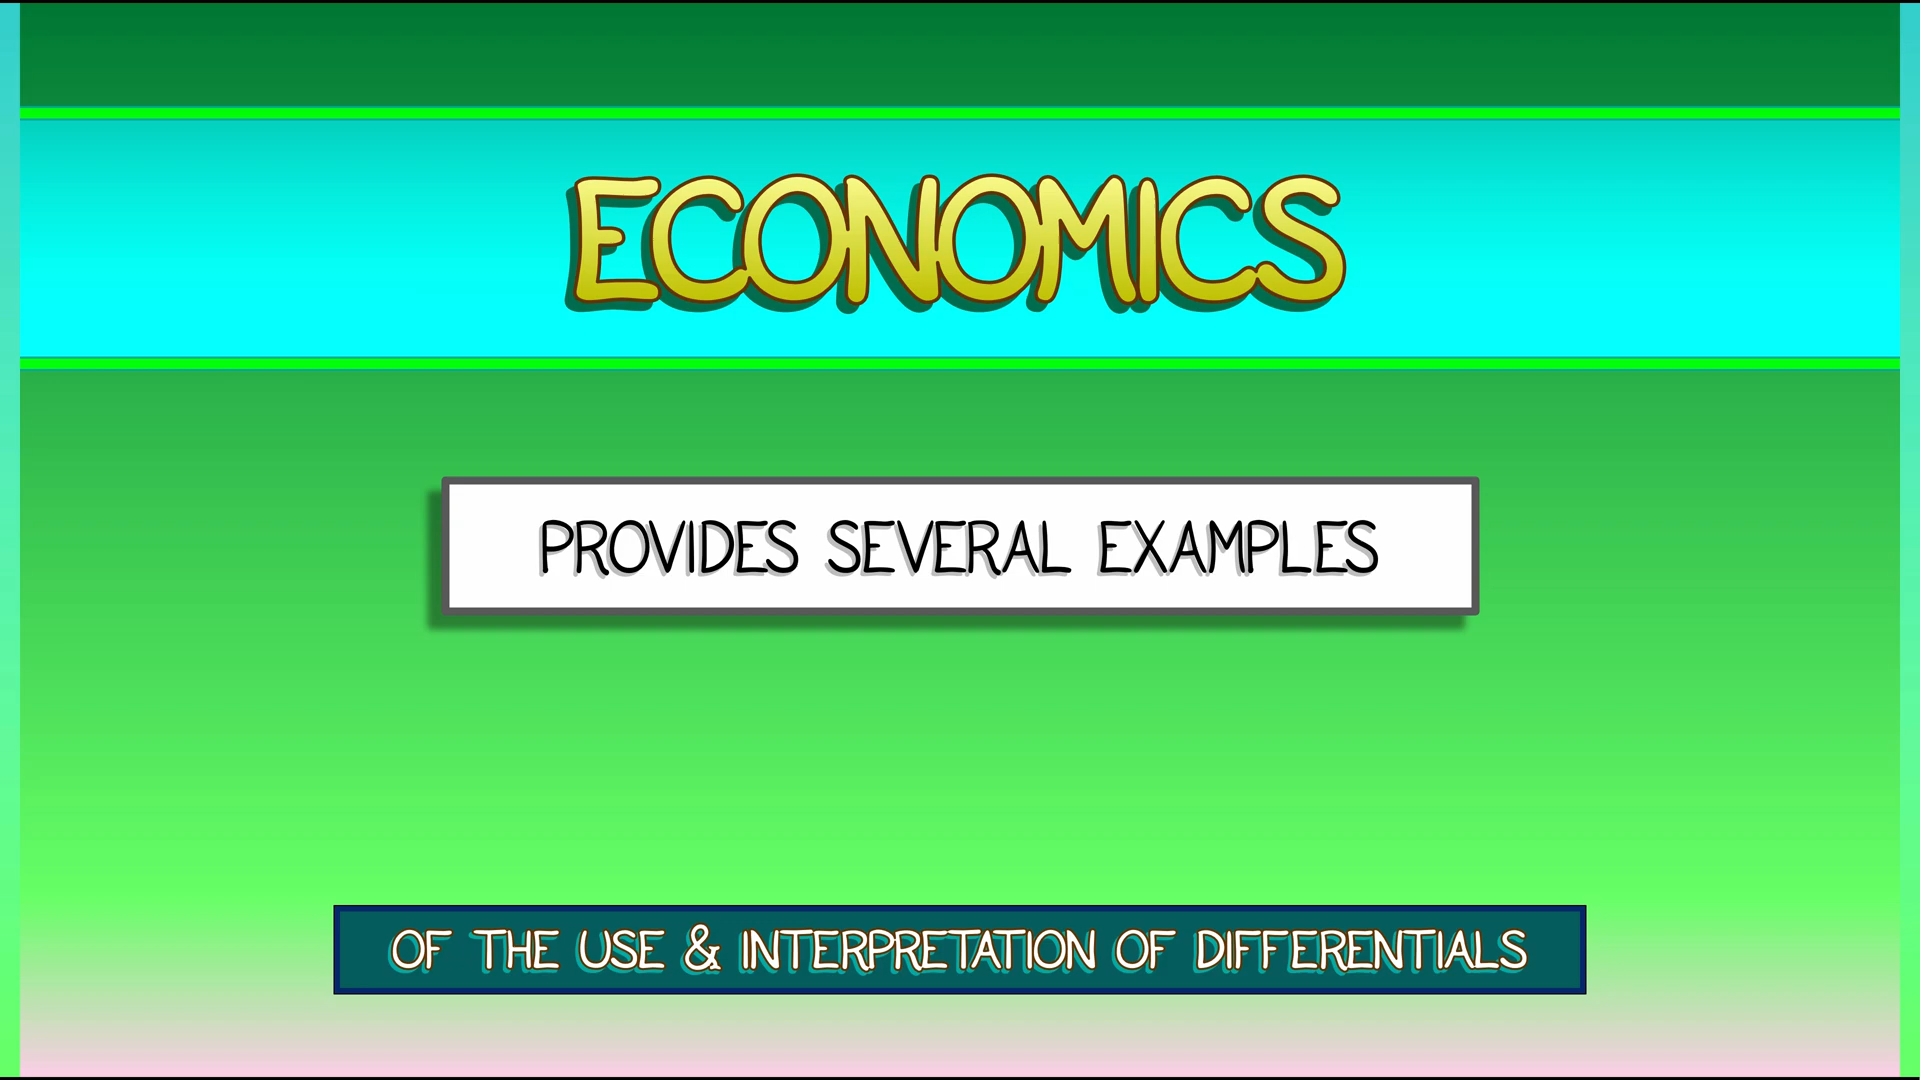 ECONOMICS
PROVIDES SEVERAL EXAMPLES
OF THE USE & INTERPRETATION OF DIFFERENTIALS